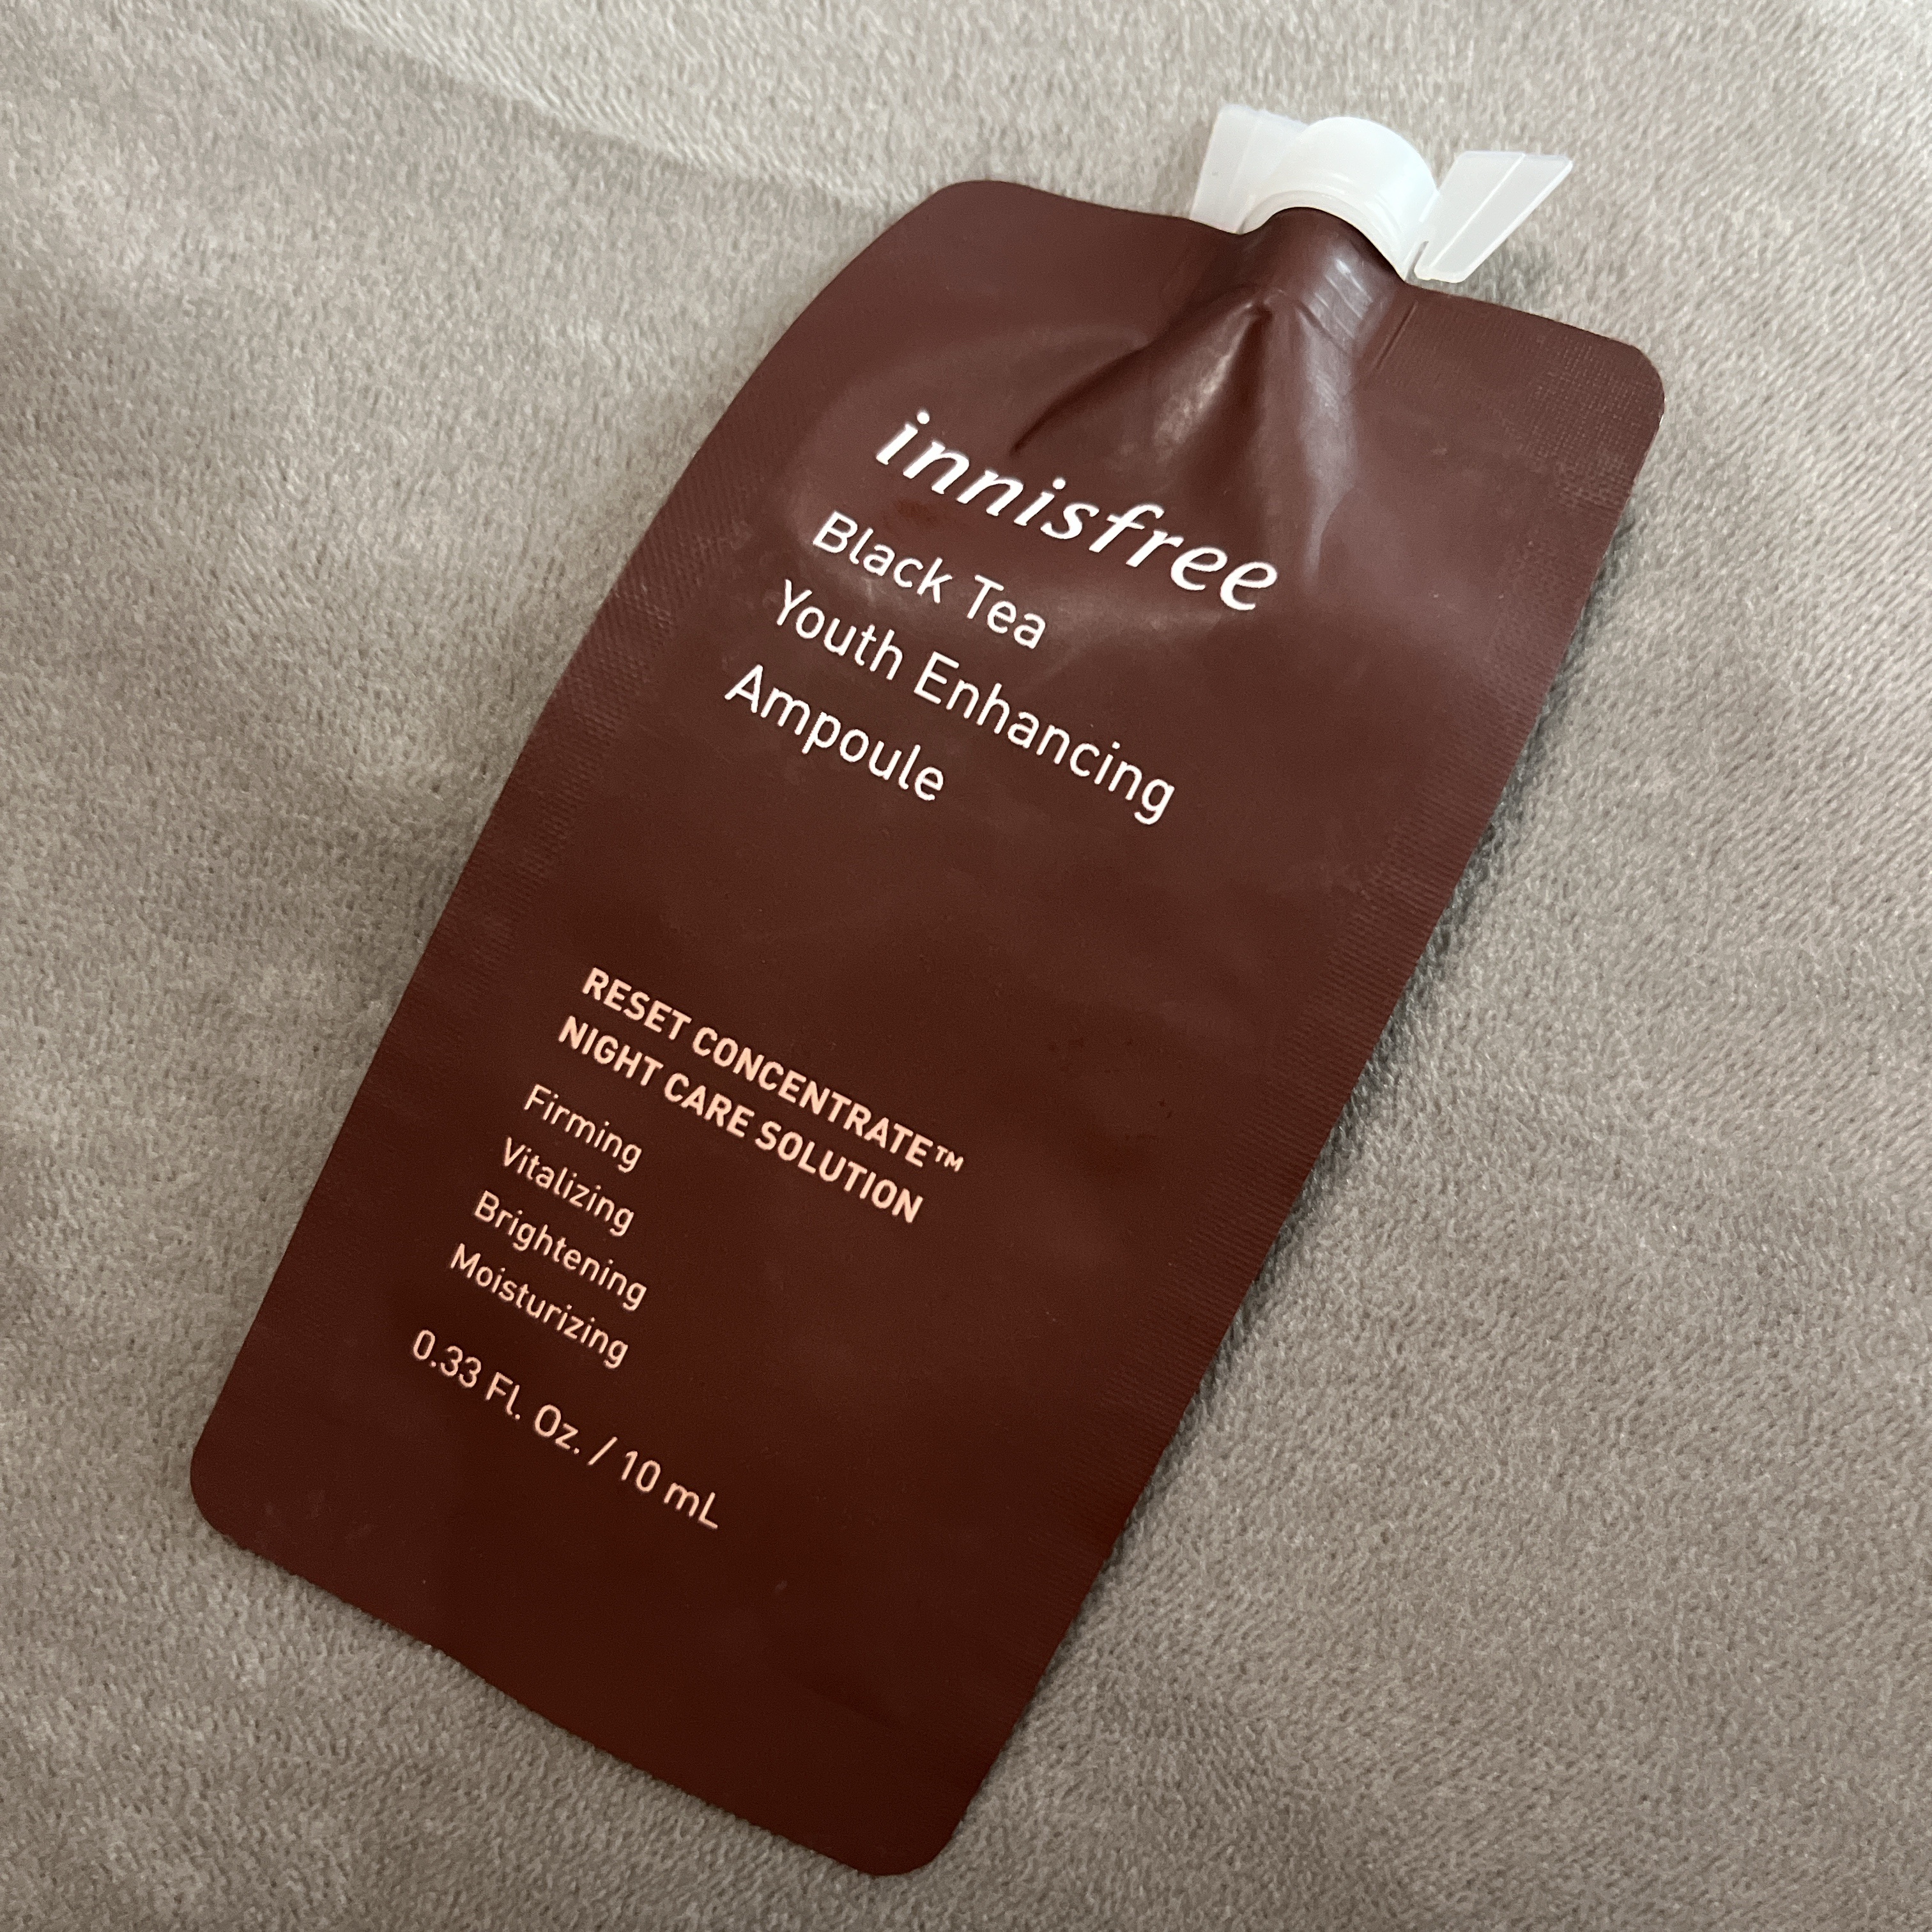 innisfree
Black Tea
Youth Enhancing
Ampoule
RESET CONCENTRATE™
NIGHT CARE SOLUTION
Firming
Vitalizing
Brightening
Moisturizing
0.33 Fl. Oz. / 10 mL